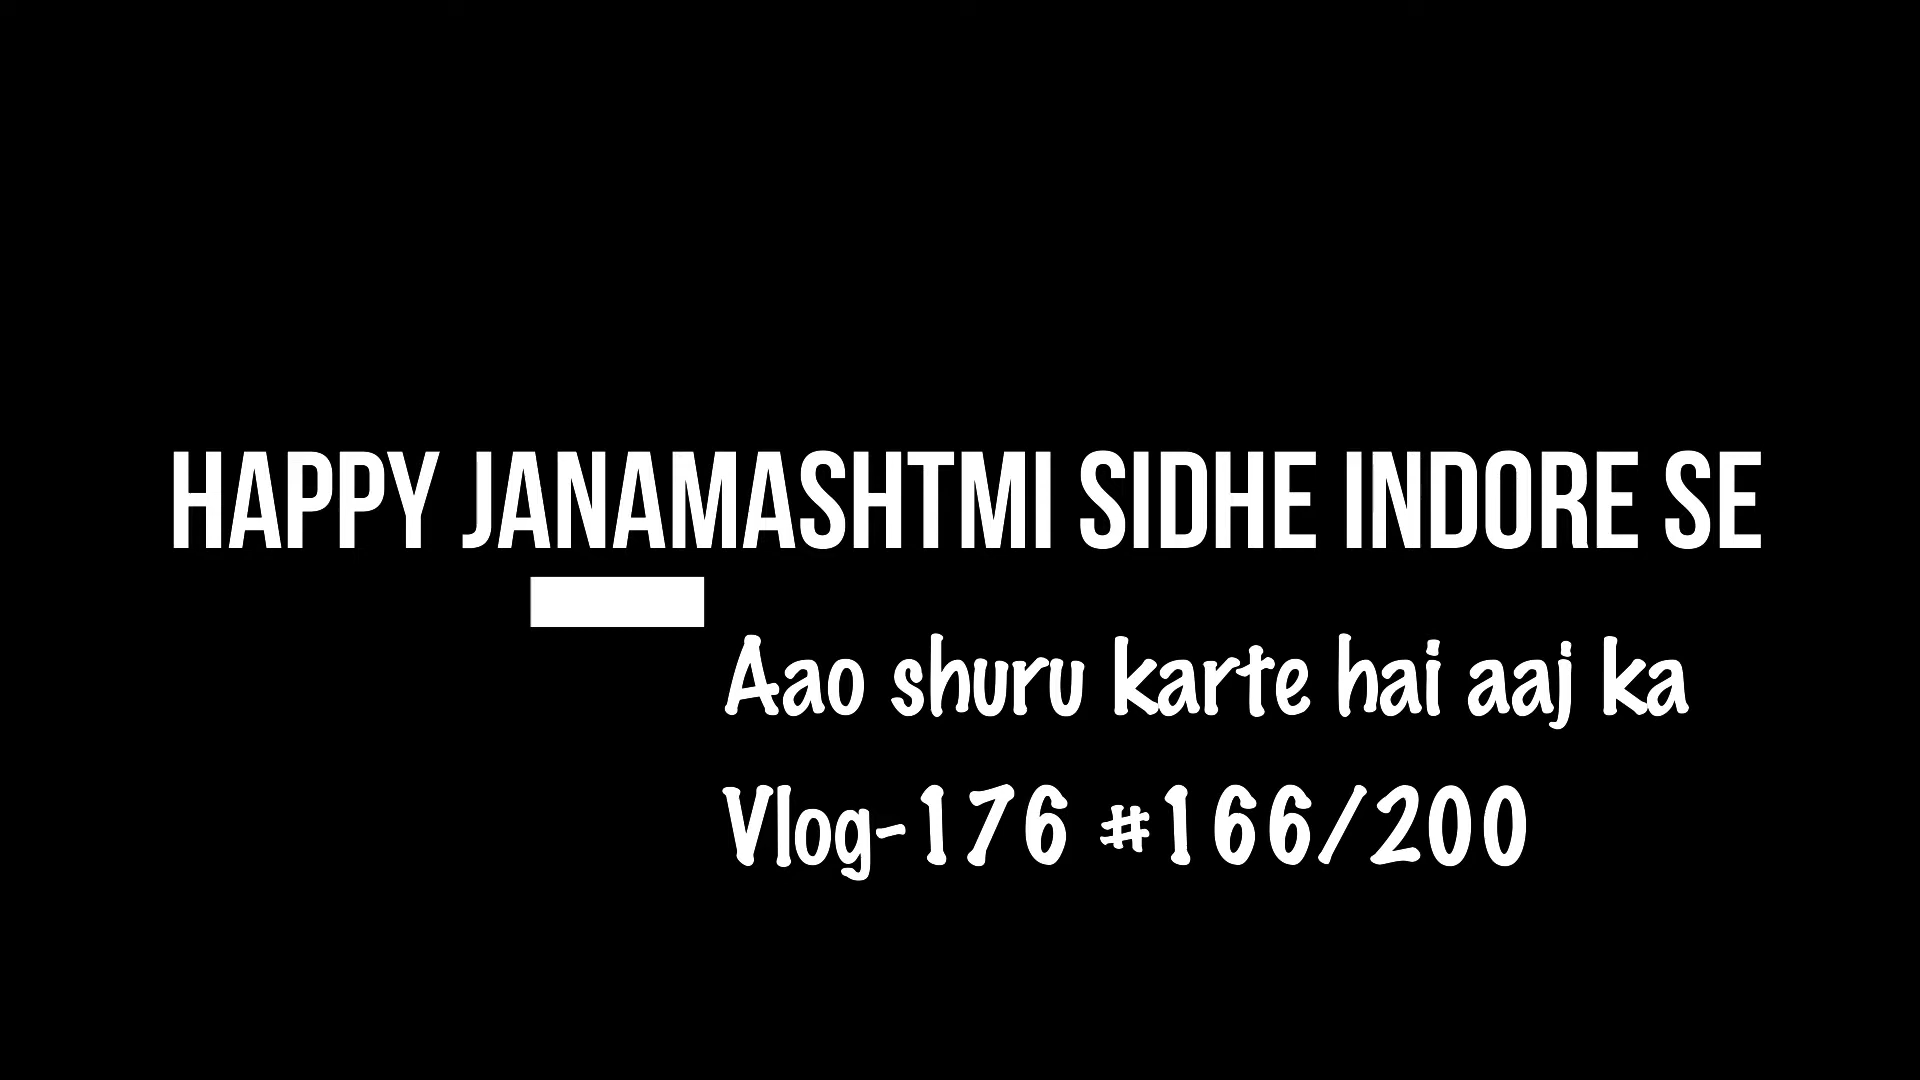 HAPPY JANAMASHTMI SIDHE INDORE SE
Aao shuru karte hai aaj ka
Vlog-176 #166/200